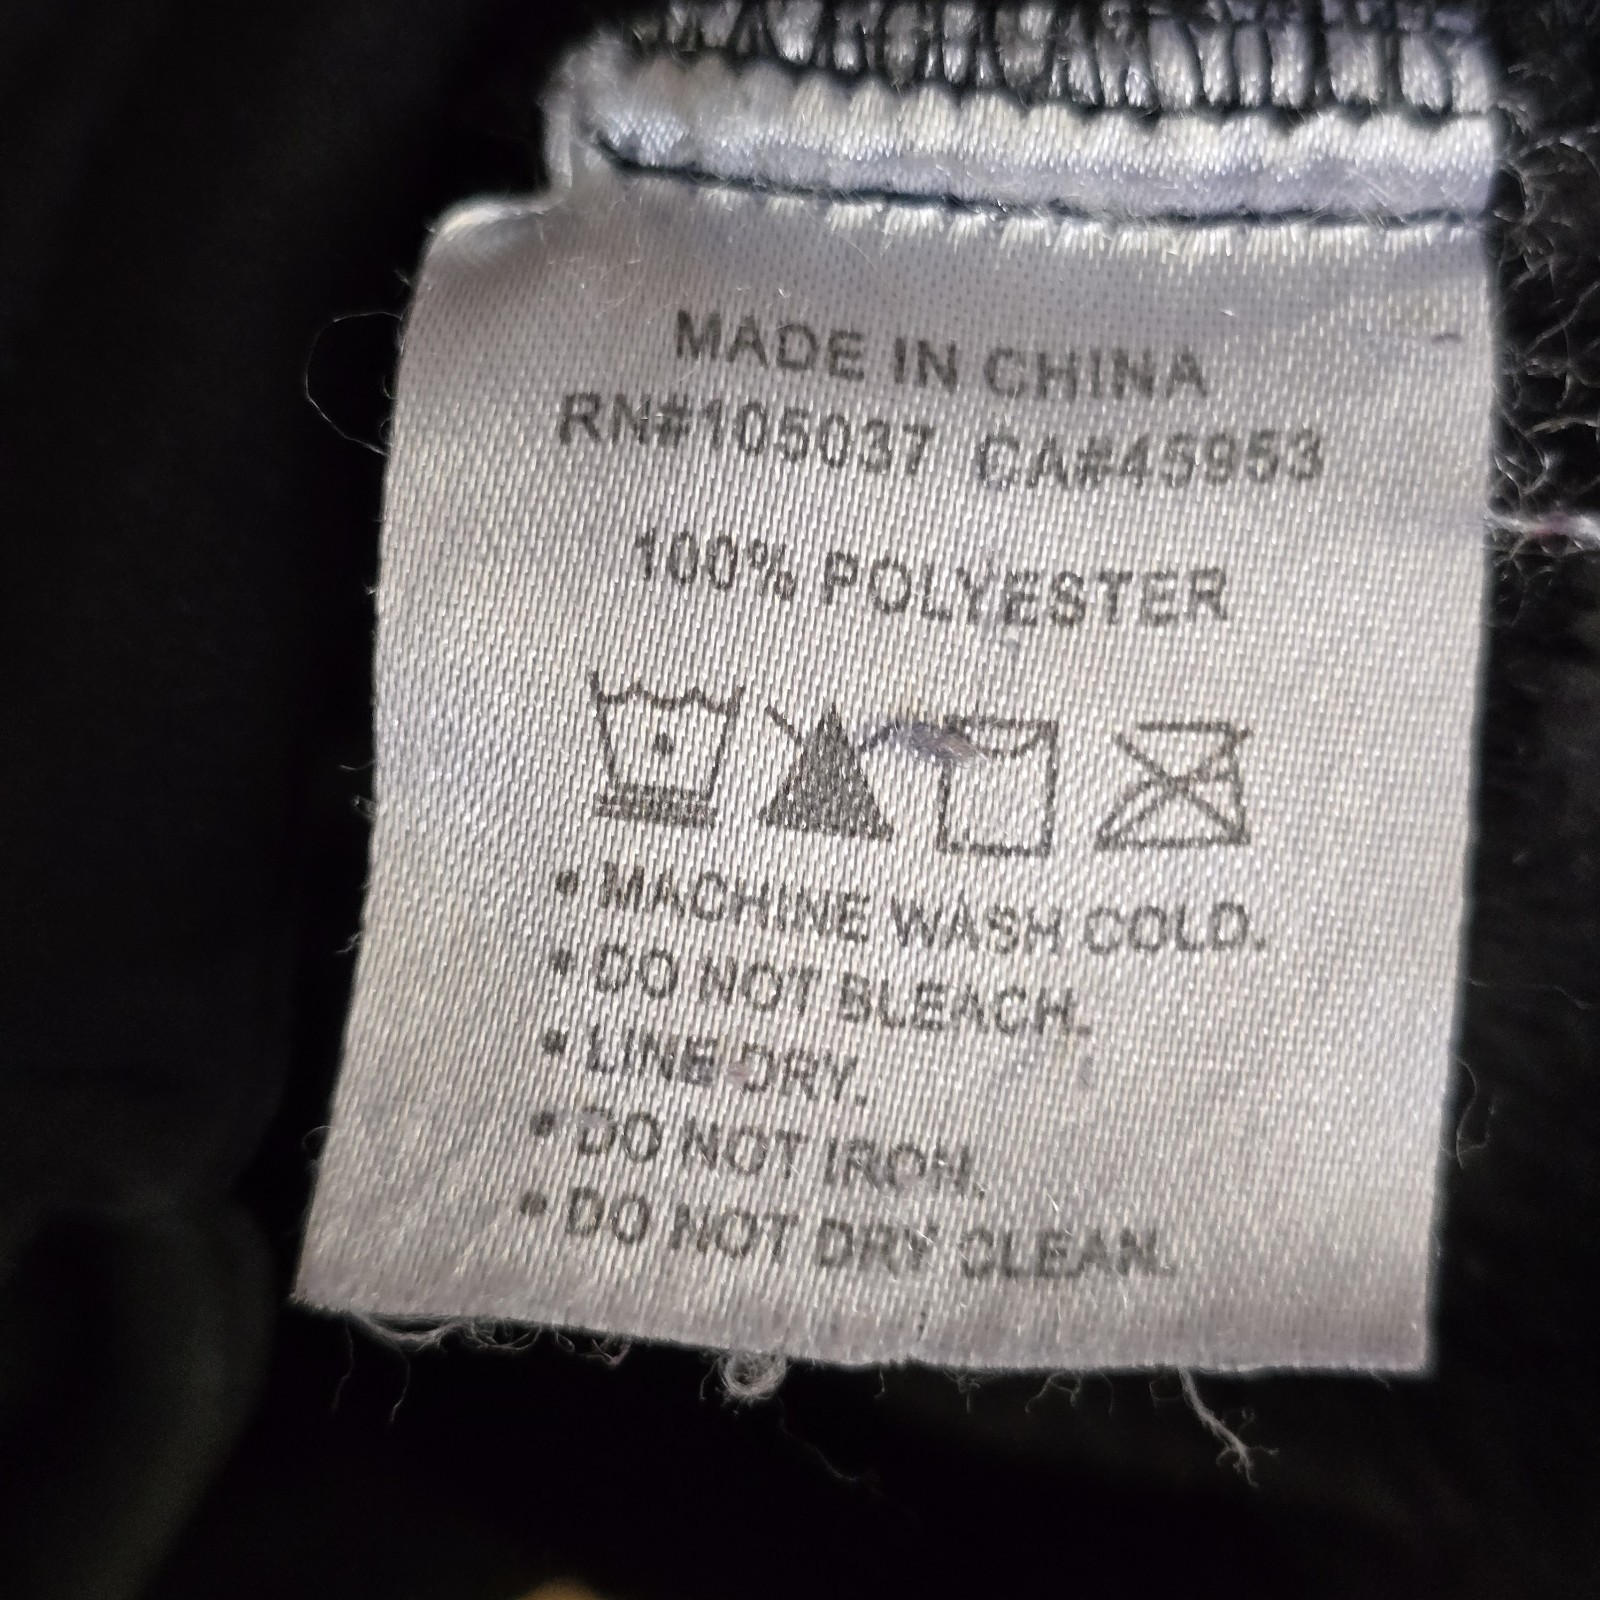 MADE IN CHINA
RN#105037 CA#45953
100% POLYESTER
• MACHINE WASH COLD.
• DO NOT BLEACH.
• LINE DRY.
• DO NOT IRON.
• DO NOT DRY CLEAN.